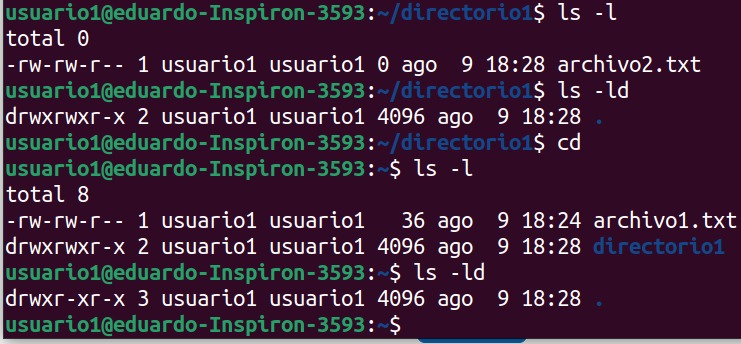 usuario1@eduardo-Inspiron-3593:~/directorio1$ ls -l
total 0
-rw-rw-r-- 1 usuario1 usuario1 0 ago  9 18:28 archivo2.txt
usuario1@eduardo-Inspiron-3593:~/directorio1$ ls -ld
drwxrwxr-x 2 usuario1 usuario1 4096 ago  9 18:28 .
usuario1@eduardo-Inspiron-3593:~/directorio1$ cd
usuario1@eduardo-Inspiron-3593:~$ ls -l
total 8
-rw-rw-r-- 1 usuario1 usuario1   36 ago  9 18:24 archivo1.txt
drwxrwxr-x 2 usuario1 usuario1 4096 ago  9 18:28 directorio1
usuario1@eduardo-Inspiron-3593:~$ ls -ld
drwxr-xr-x 3 usuario1 usuario1 4096 ago  9 18:28 .
usuario1@eduardo-Inspiron-3593:~$